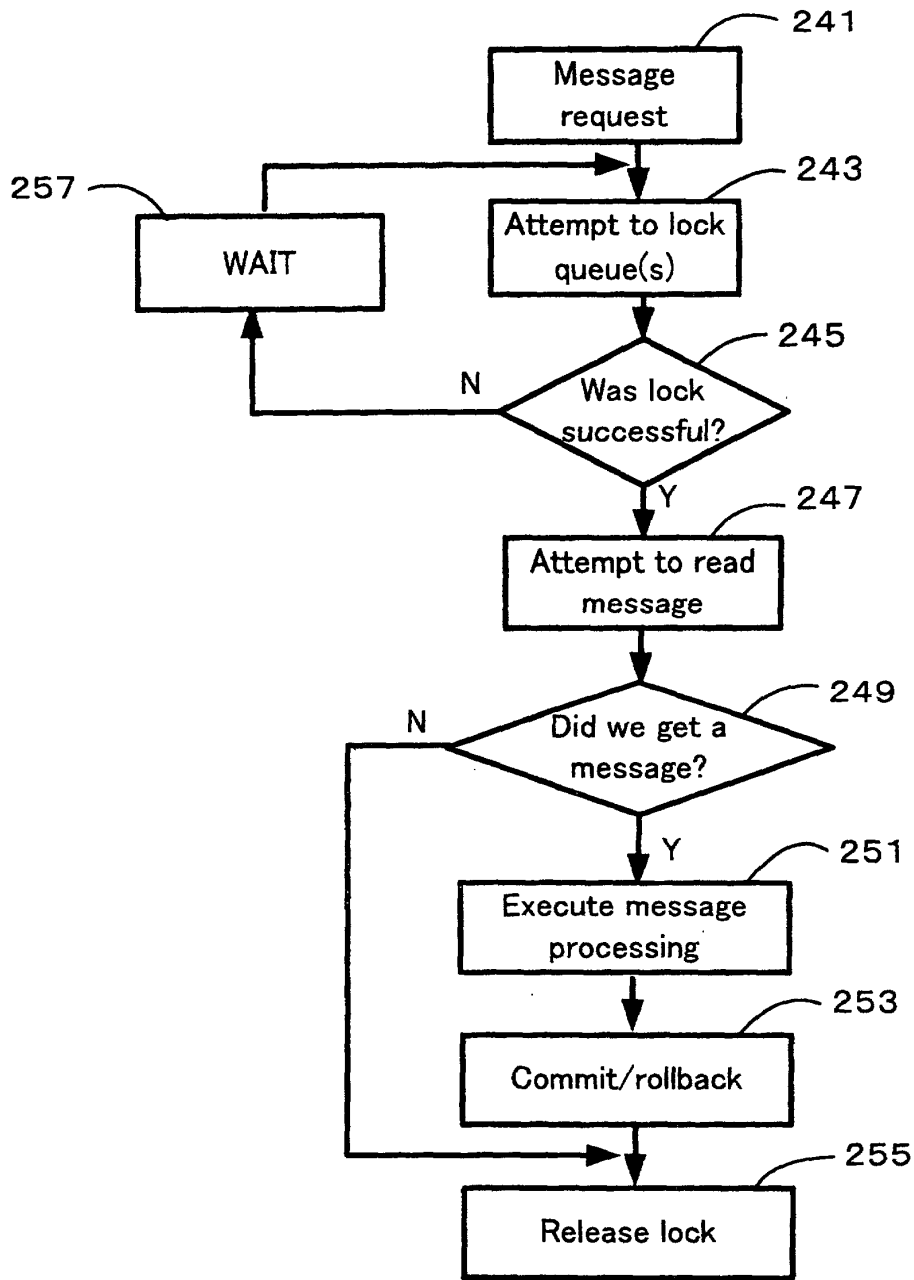 241
Message
request
257
243
Attempt to lock
queue(s)
WAIT
245
N
Was lock
successful?
Y
247
Attempt to read
message
249
N
Did we get a
message?
Y
251
Execute message
processing
253
Commit/rollback
255
Release lock